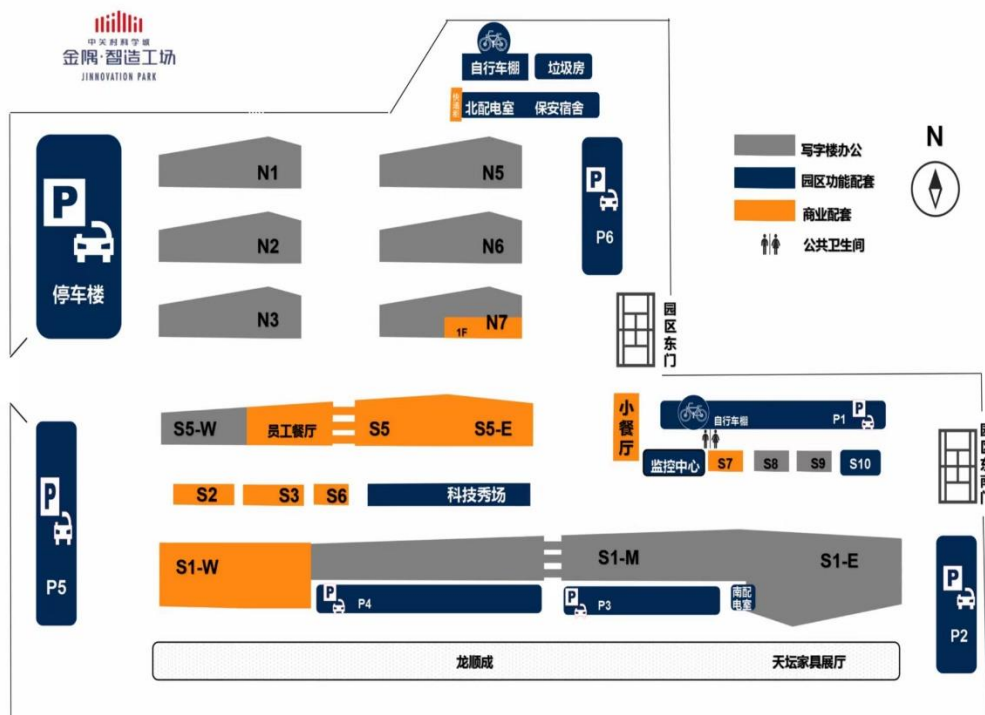 中关村科学城
金隅·智造工场
JINNOVATION PARK
自行车棚
垃圾房
北配电室
保安宿舍
P
停车楼
N1
N5
N2
N6
N3
N7
1F
P
P6
写字楼办公
园区功能配套
商业配套
公共卫生间
N
园区东门
S5-W
员工餐厅
S5
S5-E
小餐厅
自行车棚
P1
P
监控中心
S7
S8
S9
S10
园区东南门
P
P5
S2
S3
S6
科技秀场
S1-W
S1-M
S1-E
P
P4
P
P3
南配电室
P
P2
龙顺成
天坛家具展厅